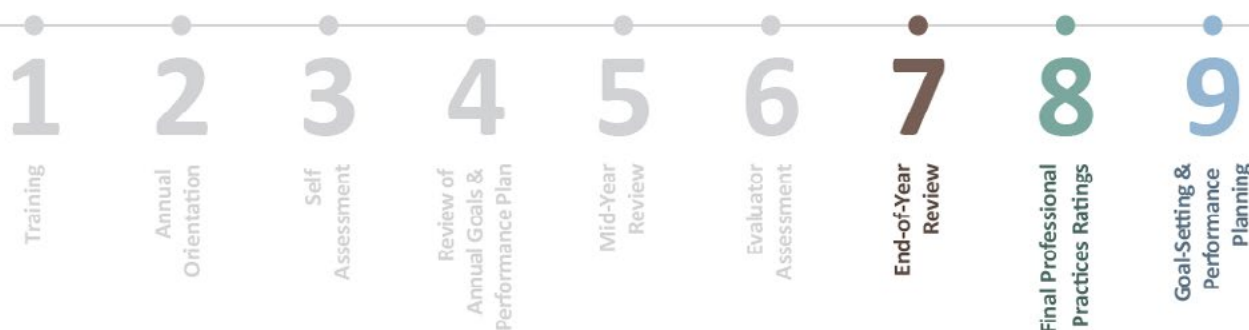 1
Training
2
Annual
Orientation
3
Self
Assessment
4
Review of
Annual Goals &
Performance Plan
5
Mid-Year
Review
6
Evaluator
Assessment
7
End-of-Year
Review
8
Final Professional
Practices Ratings
9
Goal-Setting &
Performance
Planning